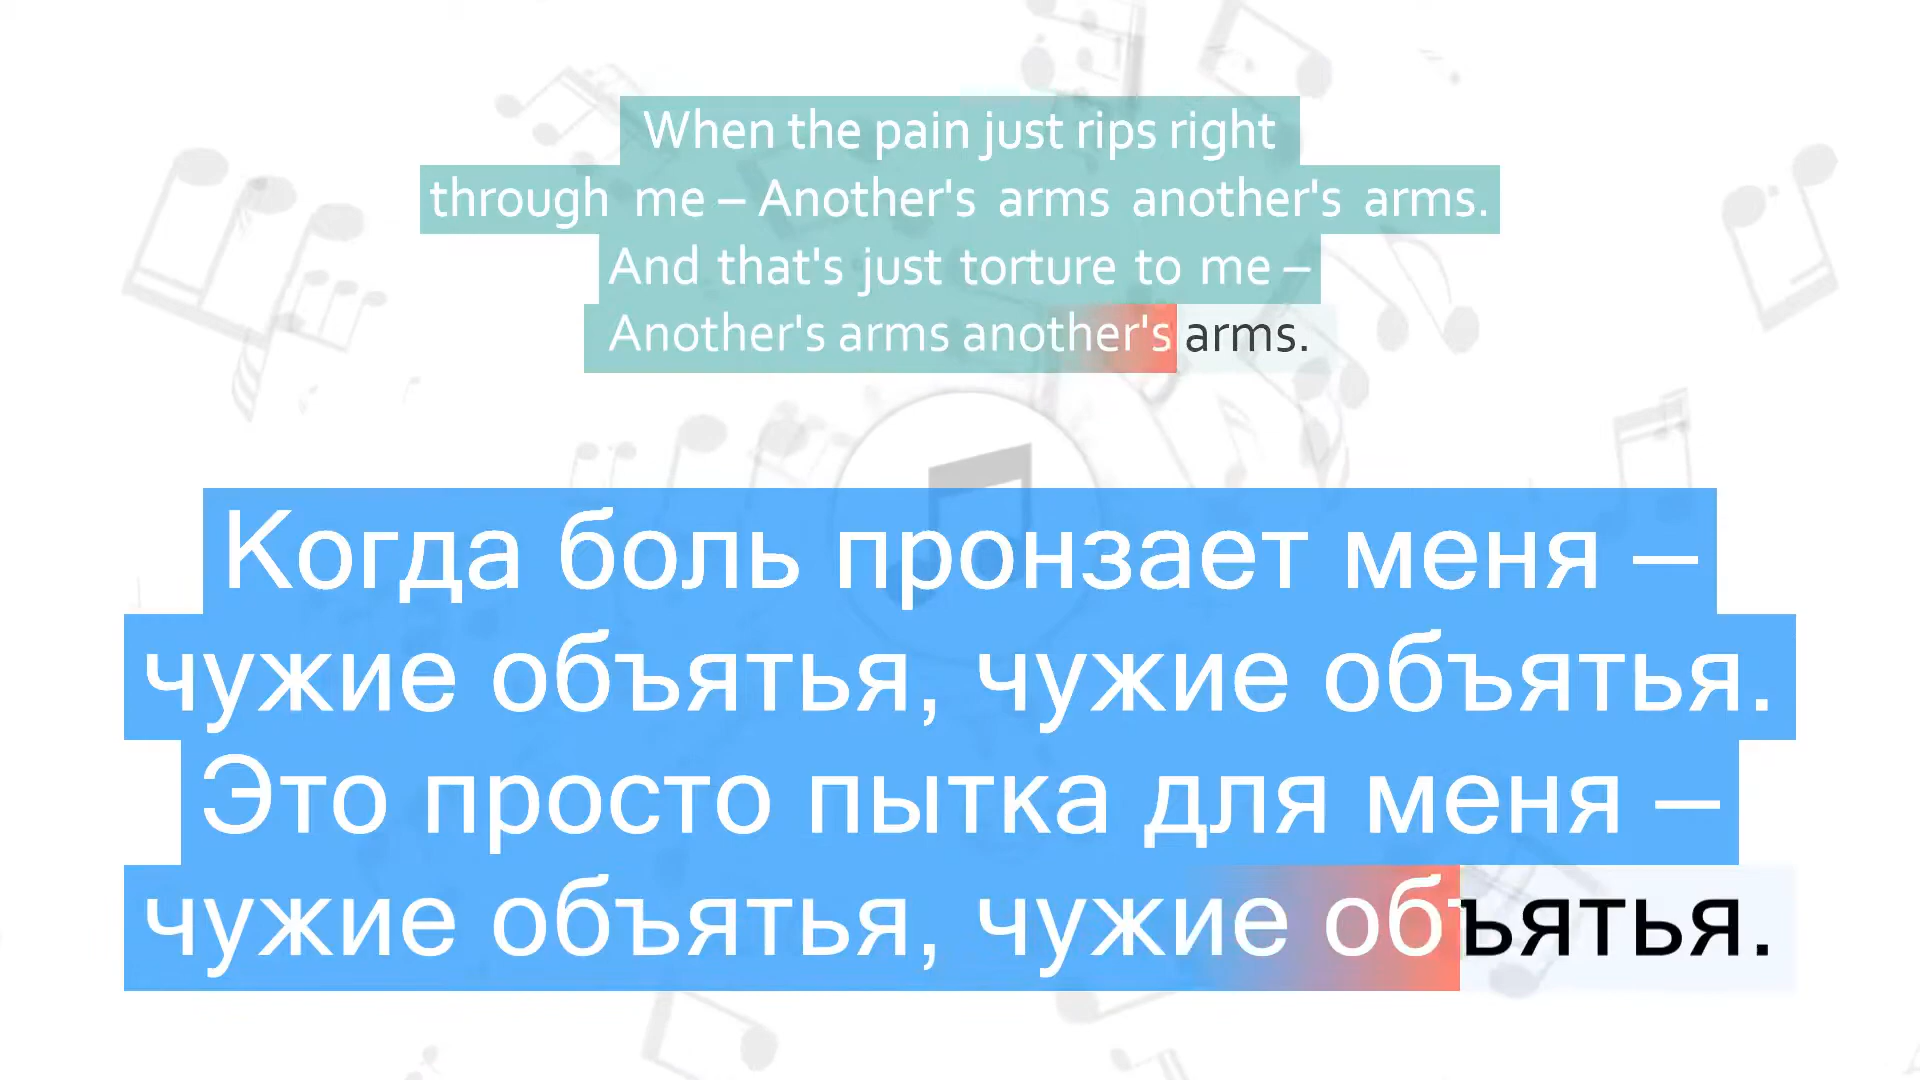 When the pain just rips right
through me – Another's arms another's arms.
And that's just torture to me –
Another's arms another's arms.
Когда боль пронзает меня –
чужие объятья, чужие объятья.
Это просто пытка для меня –
чужие объятья, чужие объятья.